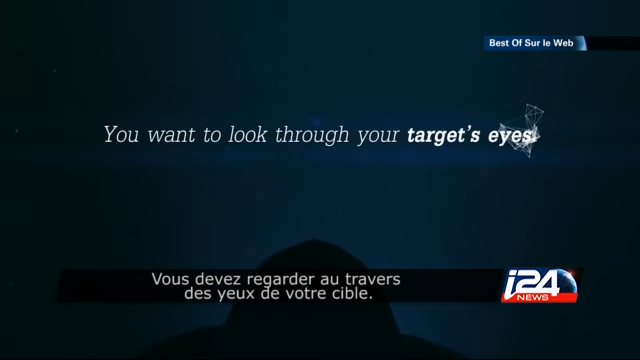 Best Of Sur le Web
You want to look through your target's eyes.
Vous devez regarder au travers
des yeux de votre cible.
i24
NEWS